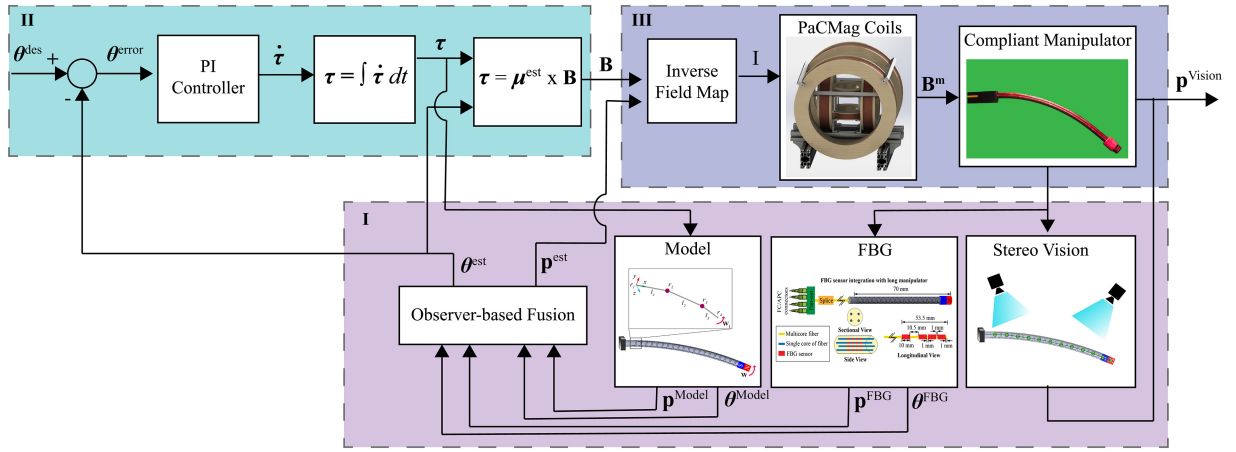 II
θdes
+
-
θerror
PI
Controller
τ̇
τ = ∫ τ̇ dt
τ
τ = μest x B
B
III
Inverse
Field Map
I
PaCMag Coils
Bm
Compliant Manipulator
pVision
I
θest
pest
Observer-based Fusion
Model
pModel
θModel
FBG
FBG sensor integration with long manipulator
70 mm
FC/APC
connectors
Splice
Sectional View
Side View
53.5 mm
10.5 mm
1 mm
10 mm
1 mm
1 mm
Longitudinal View
Multicore fiber
Single core of fiber
FBG sensor
pFBG
θFBG
Stereo Vision